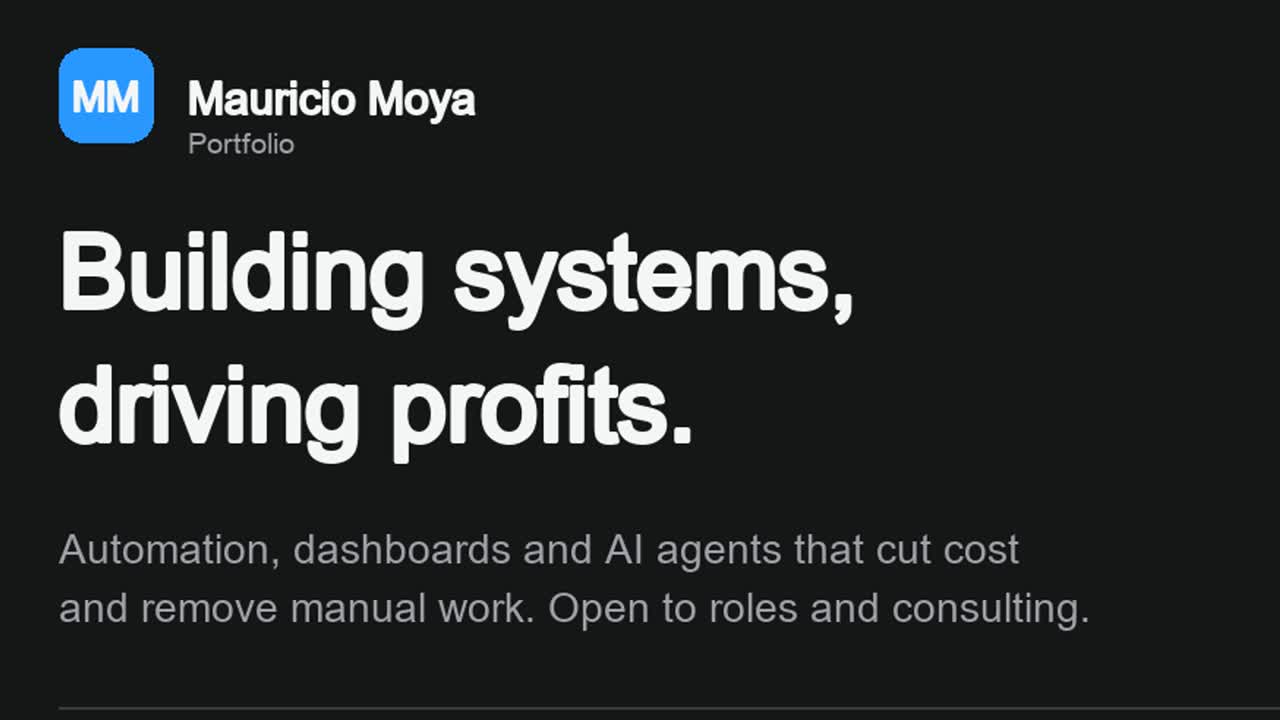 MM
Mauricio Moya
Portfolio
Building systems,
driving profits.
Automation, dashboards and AI agents that cut cost
and remove manual work. Open to roles and consulting.